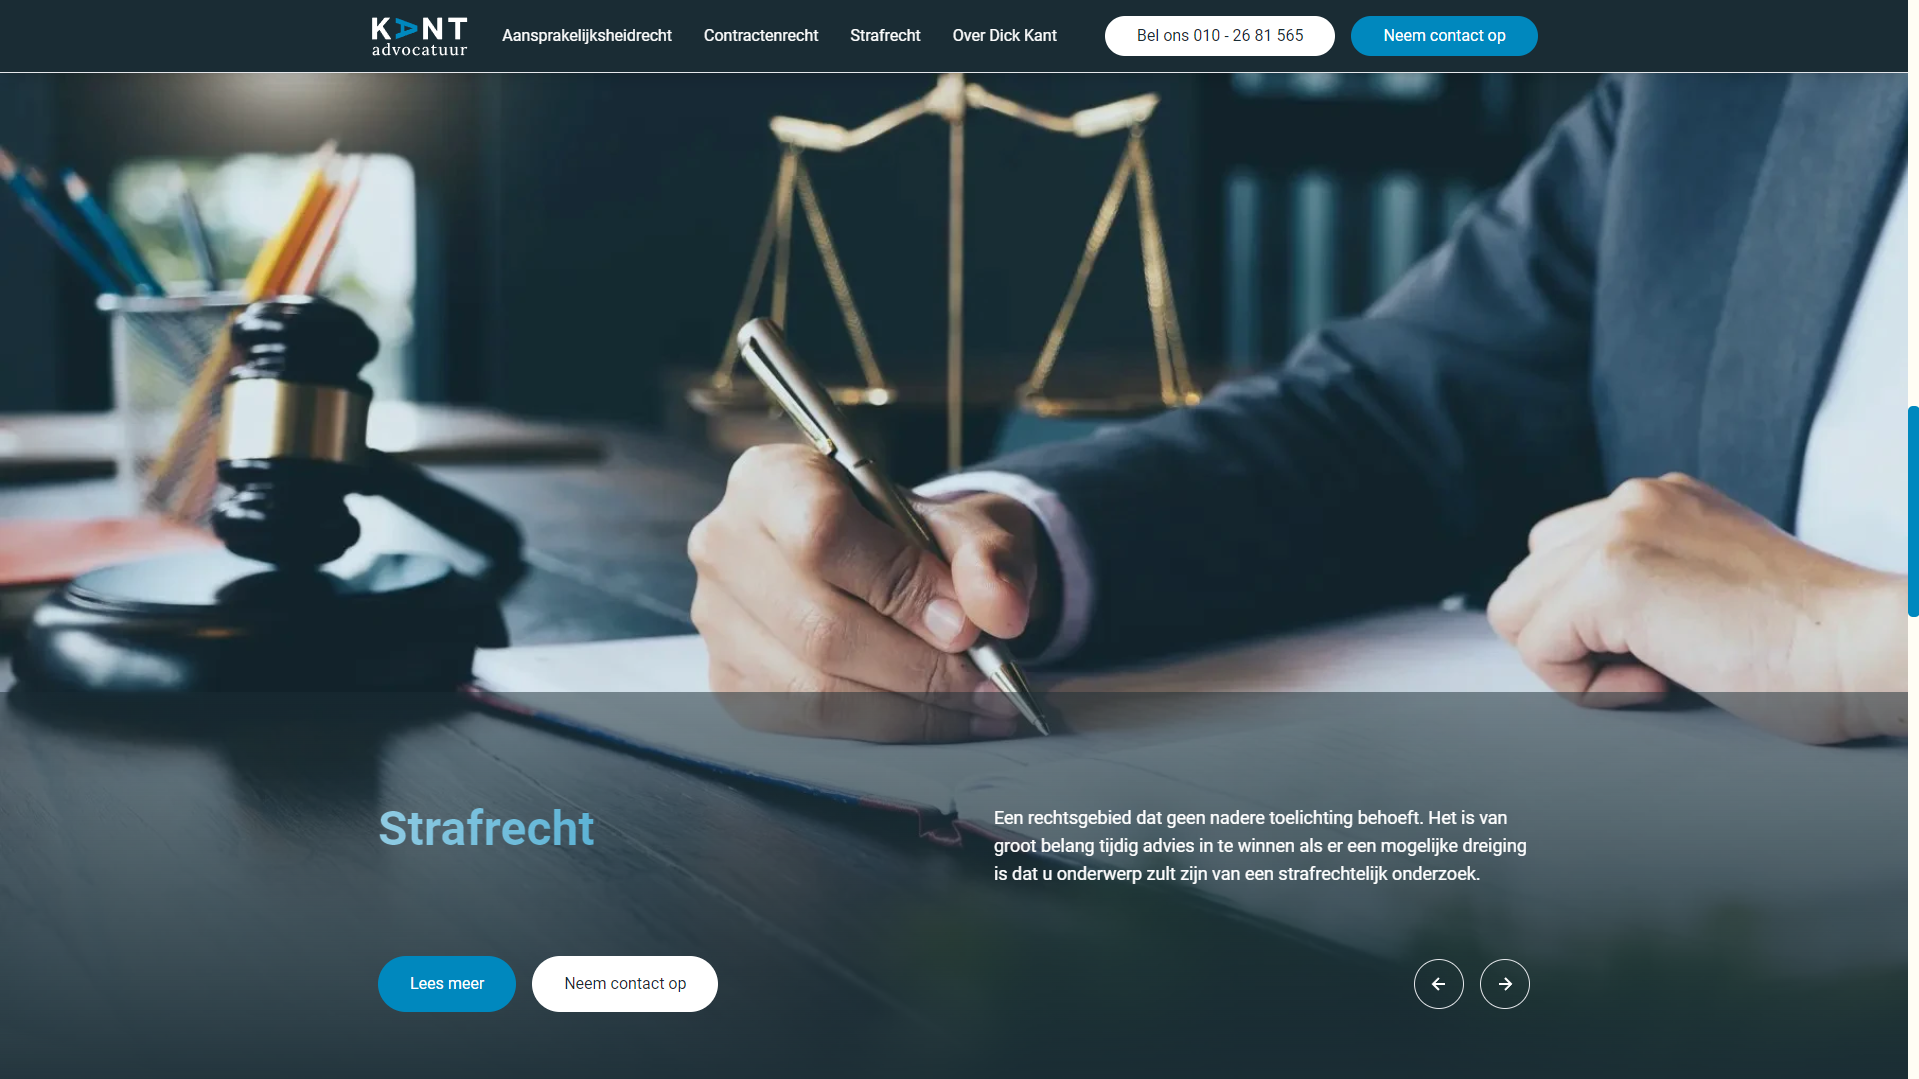 KANT
advocatuur
Aansprakelijksheidrecht
Contractenrecht
Strafrecht
Over Dick Kant
Bel ons 010 - 26 81 565
Neem contact op
Strafrecht
Een rechtsgebied dat geen nadere toelichting behoeft. Het is van
groot belang tijdig advies in te winnen als er een mogelijke dreiging
is dat u onderwerp zult zijn van een strafrechtelijk onderzoek.
Lees meer
Neem contact op